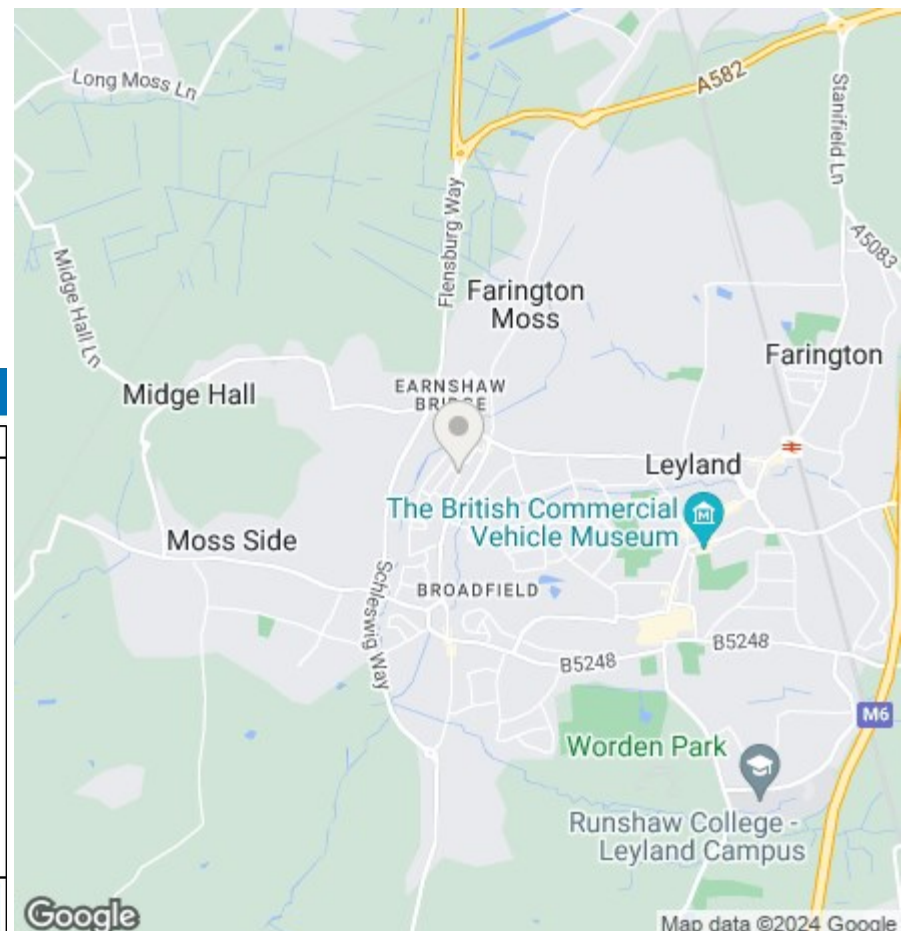 Long Moss Ln
A582
Stanifield Ln
Flensburg Way
A5083
Midge Hall Ln
Farington
Moss
Farington
Midge Hall
EARNSHAW
BRIDGE
Leyland
The British Commercial
Vehicle Museum
Moss Side
Schleswig Way
BROADFIELD
B5248
B5248
M6
Worden Park
Runshaw College -
Leyland Campus
Google
Map data ©2024 Google